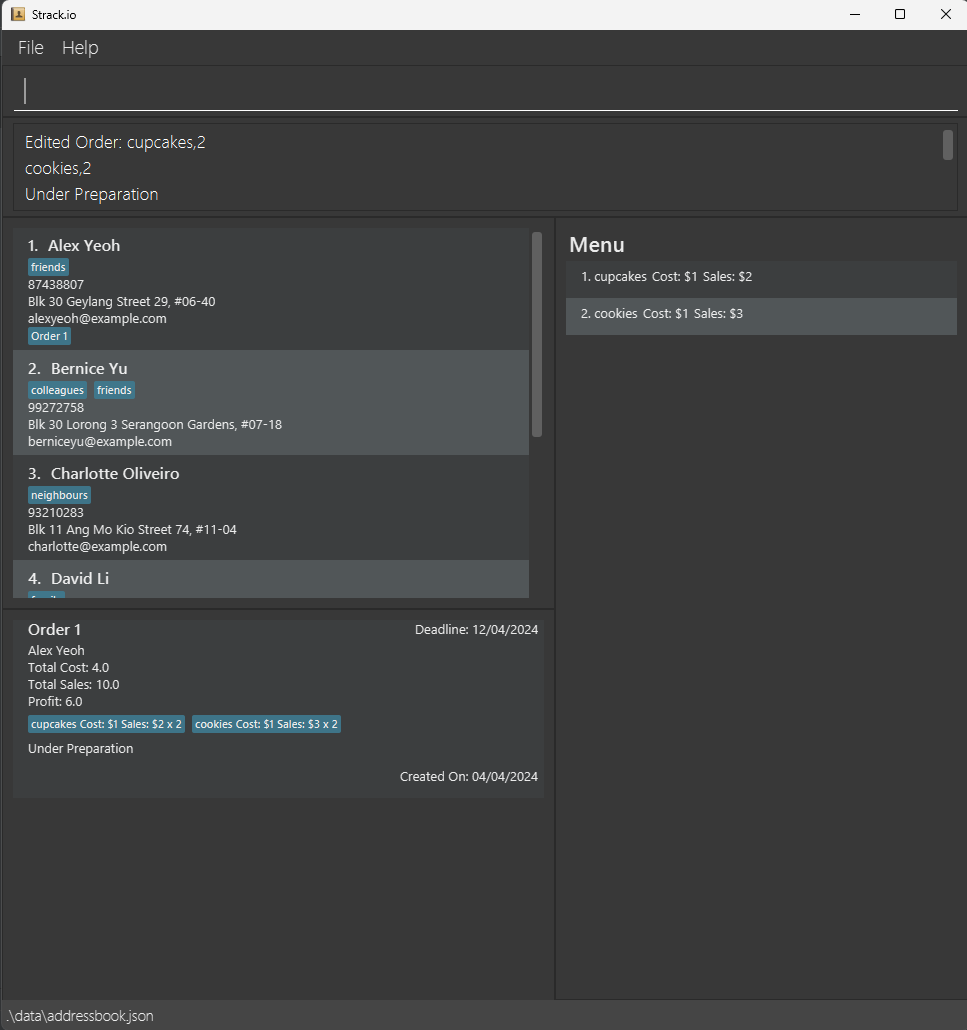 Strack.io
File Help
Edited Order: cupcakes,2
cookies,2
Under Preparation
1. Alex Yeoh
friends
87438807
Blk 30 Geylang Street 29, #06-40
alexyeoh@example.com
Order 1
2. Bernice Yu
colleagues friends
99272758
Blk 30 Lorong 3 Serangoon Gardens, #07-18
berniceyu@example.com
3. Charlotte Oliveiro
neighbours
93210283
Blk 11 Ang Mo Kio Street 74, #11-04
charlotte@example.com
4. David Li
Menu
1. cupcakes Cost: $1 Sales: $2
2. cookies Cost: $1 Sales: $3
Order 1 Deadline: 12/04/2024
Alex Yeoh
Total Cost: 4.0
Total Sales: 10.0
Profit: 6.0
cupcakes Cost: $1 Sales: $2 x 2 cookies Cost: $1 Sales: $3 x 2
Under Preparation
Created On: 04/04/2024
.\data\addressbook.json